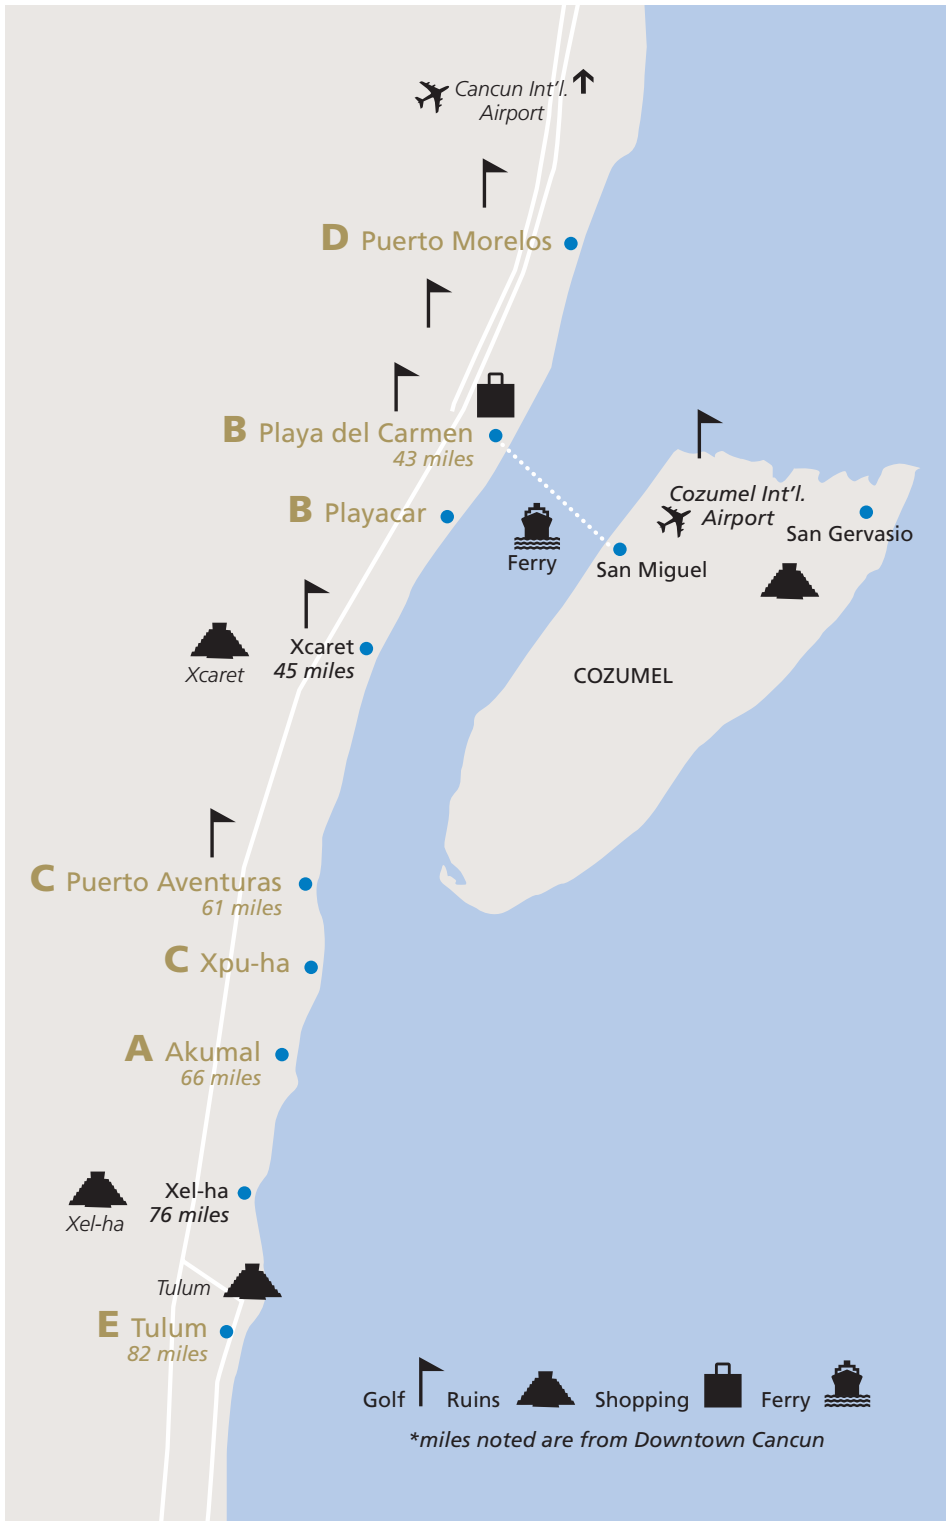 Cancun Int'l.
Airport
D Puerto Morelos
B Playa del Carmen
43 miles
B Playacar
Ferry
Cozumel Int'l.
Airport
San Gervasio
San Miguel
COZUMEL
Xcaret
45 miles
Xcaret
C Puerto Aventuras
61 miles
C Xpu-ha
A Akumal
66 miles
Xel-ha
76 miles
Xel-ha
Tulum
E Tulum
82 miles
Golf Ruins Shopping Ferry
*miles noted are from Downtown Cancun